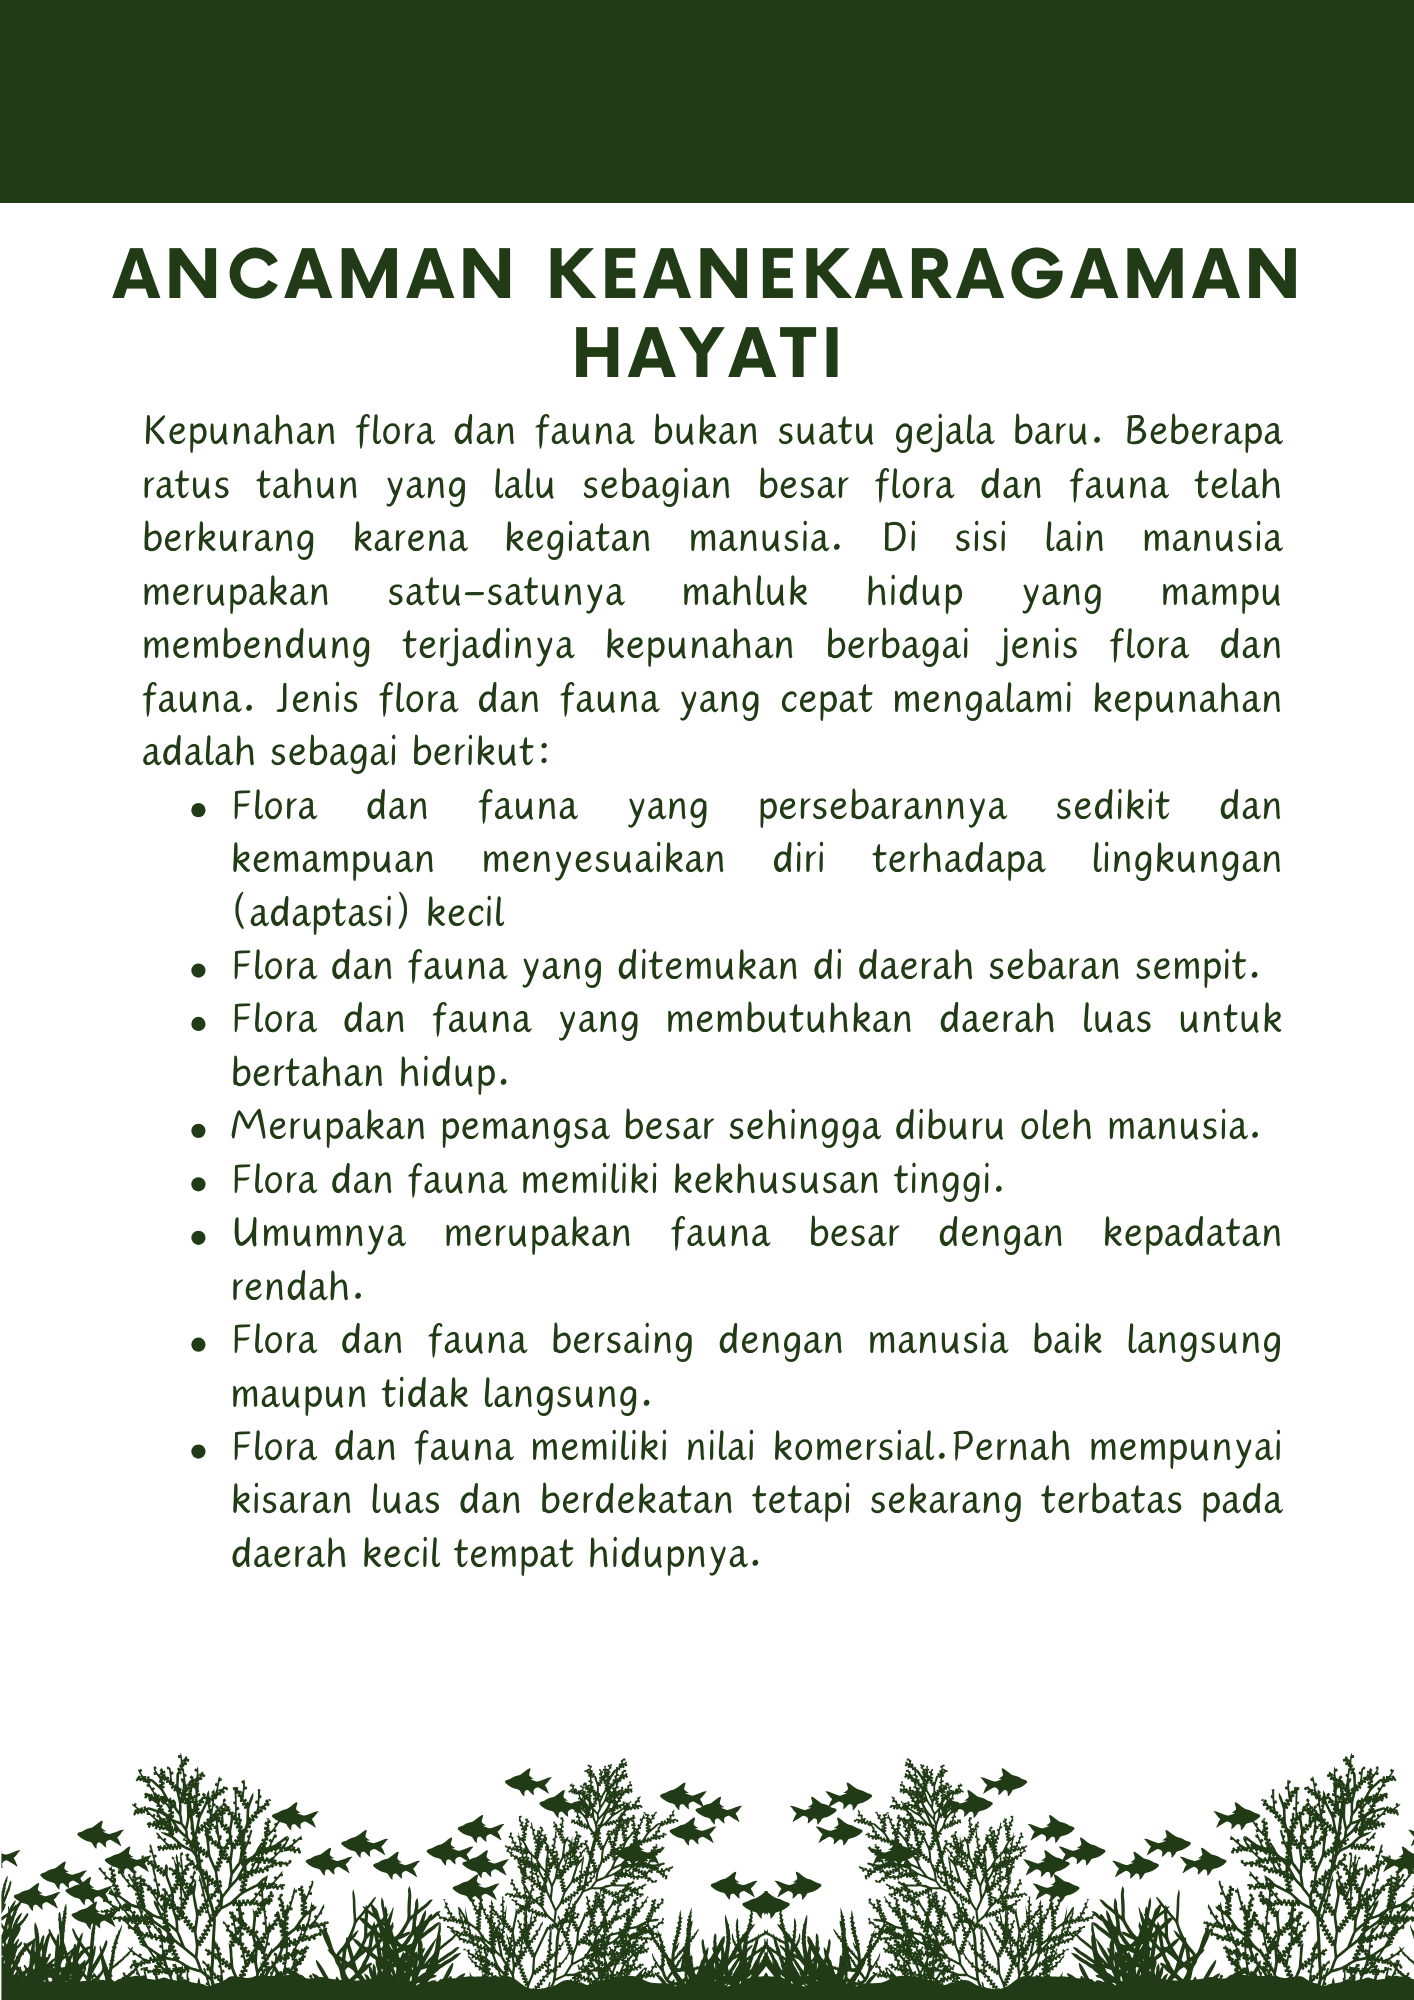 ANCAMAN KEANEKARAGAMAN
HAYATI
Kepunahan flora dan fauna bukan suatu gejala baru. Beberapa
ratus tahun yang lalu sebagian besar flora dan fauna telah
berkurang karena kegiatan manusia. Di sisi lain manusia
merupakan satu-satunya mahluk hidup yang mampu
membendung terjadinya kepunahan berbagai jenis flora dan
fauna. Jenis flora dan fauna yang cepat mengalami kepunahan
adalah sebagai berikut:
• Flora dan fauna yang persebarannya sedikit dan
kemampuan menyesuaikan diri terhadapa lingkungan
(adaptasi) kecil
• Flora dan fauna yang ditemukan di daerah sebaran sempit.
• Flora dan fauna yang membutuhkan daerah luas untuk
bertahan hidup.
• Merupakan pemangsa besar sehingga diburu oleh manusia.
• Flora dan fauna memiliki kekhususan tinggi.
• Umumnya merupakan fauna besar dengan kepadatan
rendah.
• Flora dan fauna bersaing dengan manusia baik langsung
maupun tidak langsung.
• Flora dan fauna memiliki nilai komersial.Pernah mempunyai
kisaran luas dan berdekatan tetapi sekarang terbatas pada
daerah kecil tempat hidupnya.